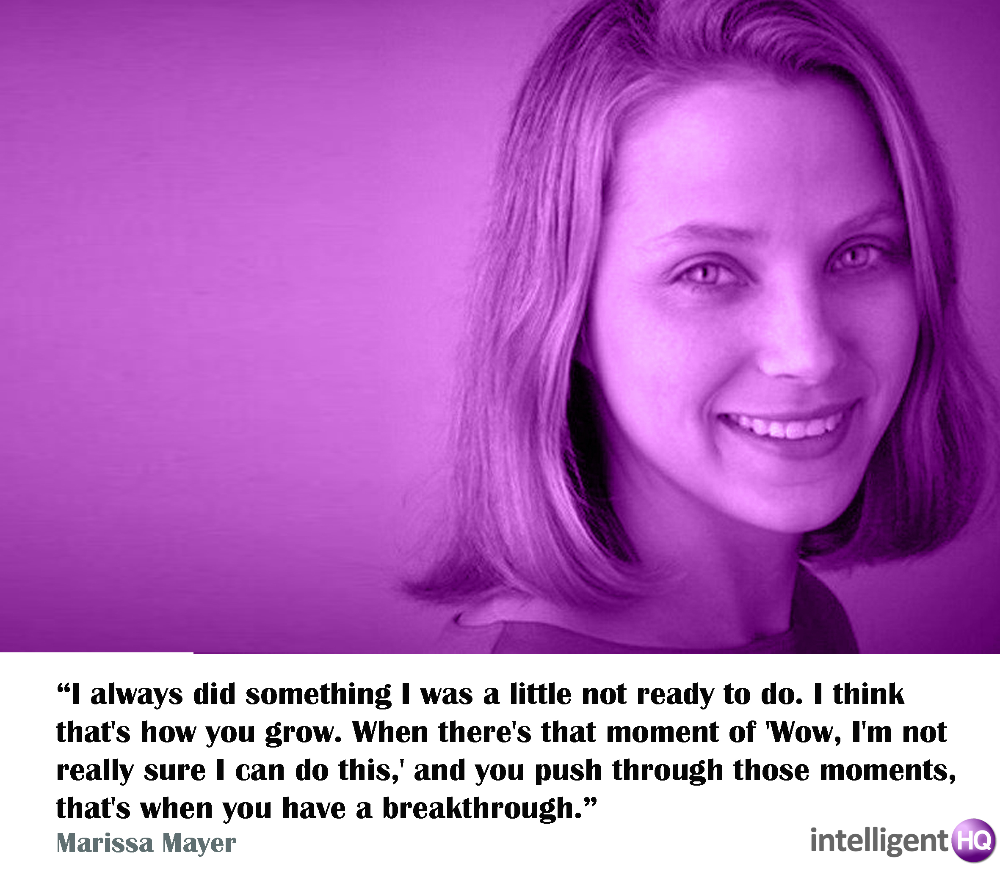 “I always did something I was a little not ready to do. I think
that's how you grow. When there's that moment of 'Wow, I'm not
really sure I can do this,' and you push through those moments,
that's when you have a breakthrough.”
Marissa Mayer
intelligentHQ